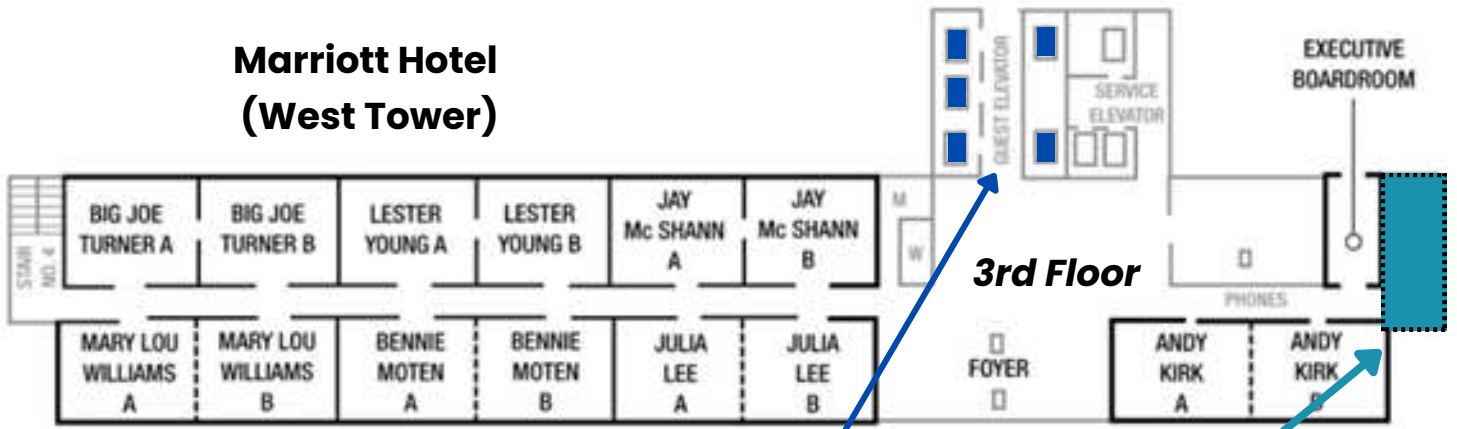 Marriott Hotel
(West Tower)
GUEST ELEVATOR
SERVICE
ELEVATOR
EXECUTIVE
BOARDROOM
STAIR
NO. 4
BIG JOE
TURNER A
BIG JOE
TURNER B
LESTER
YOUNG A
LESTER
YOUNG B
JAY
Mc SHANN
A
JAY
Mc SHANN
B
M
W
3rd Floor
PHONES
MARY LOU
WILLIAMS
A
MARY LOU
WILLIAMS
B
BENNIE
MOTEN
A
BENNIE
MOTEN
B
JULIA
LEE
A
JULIA
LEE
B
FOYER
ANDY
KIRK
A
ANDY
KIRK
B